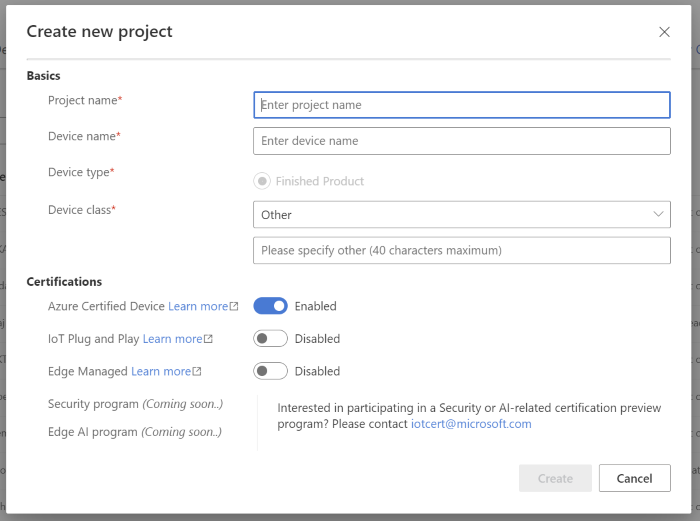 Create new project
Basics
Project name*
Enter project name
Device name*
Enter device name
Device type*
Finished Product
Device class*
Other
Please specify other (40 characters maximum)
Certifications
Azure Certified Device Learn more
Enabled
IoT Plug and Play Learn more
Disabled
Edge Managed Learn more
Disabled
Security program (Coming soon..)
Edge AI program (Coming soon..)
Interested in participating in a Security or AI-related certification preview
program? Please contact iotcert@microsoft.com
Create
Cancel